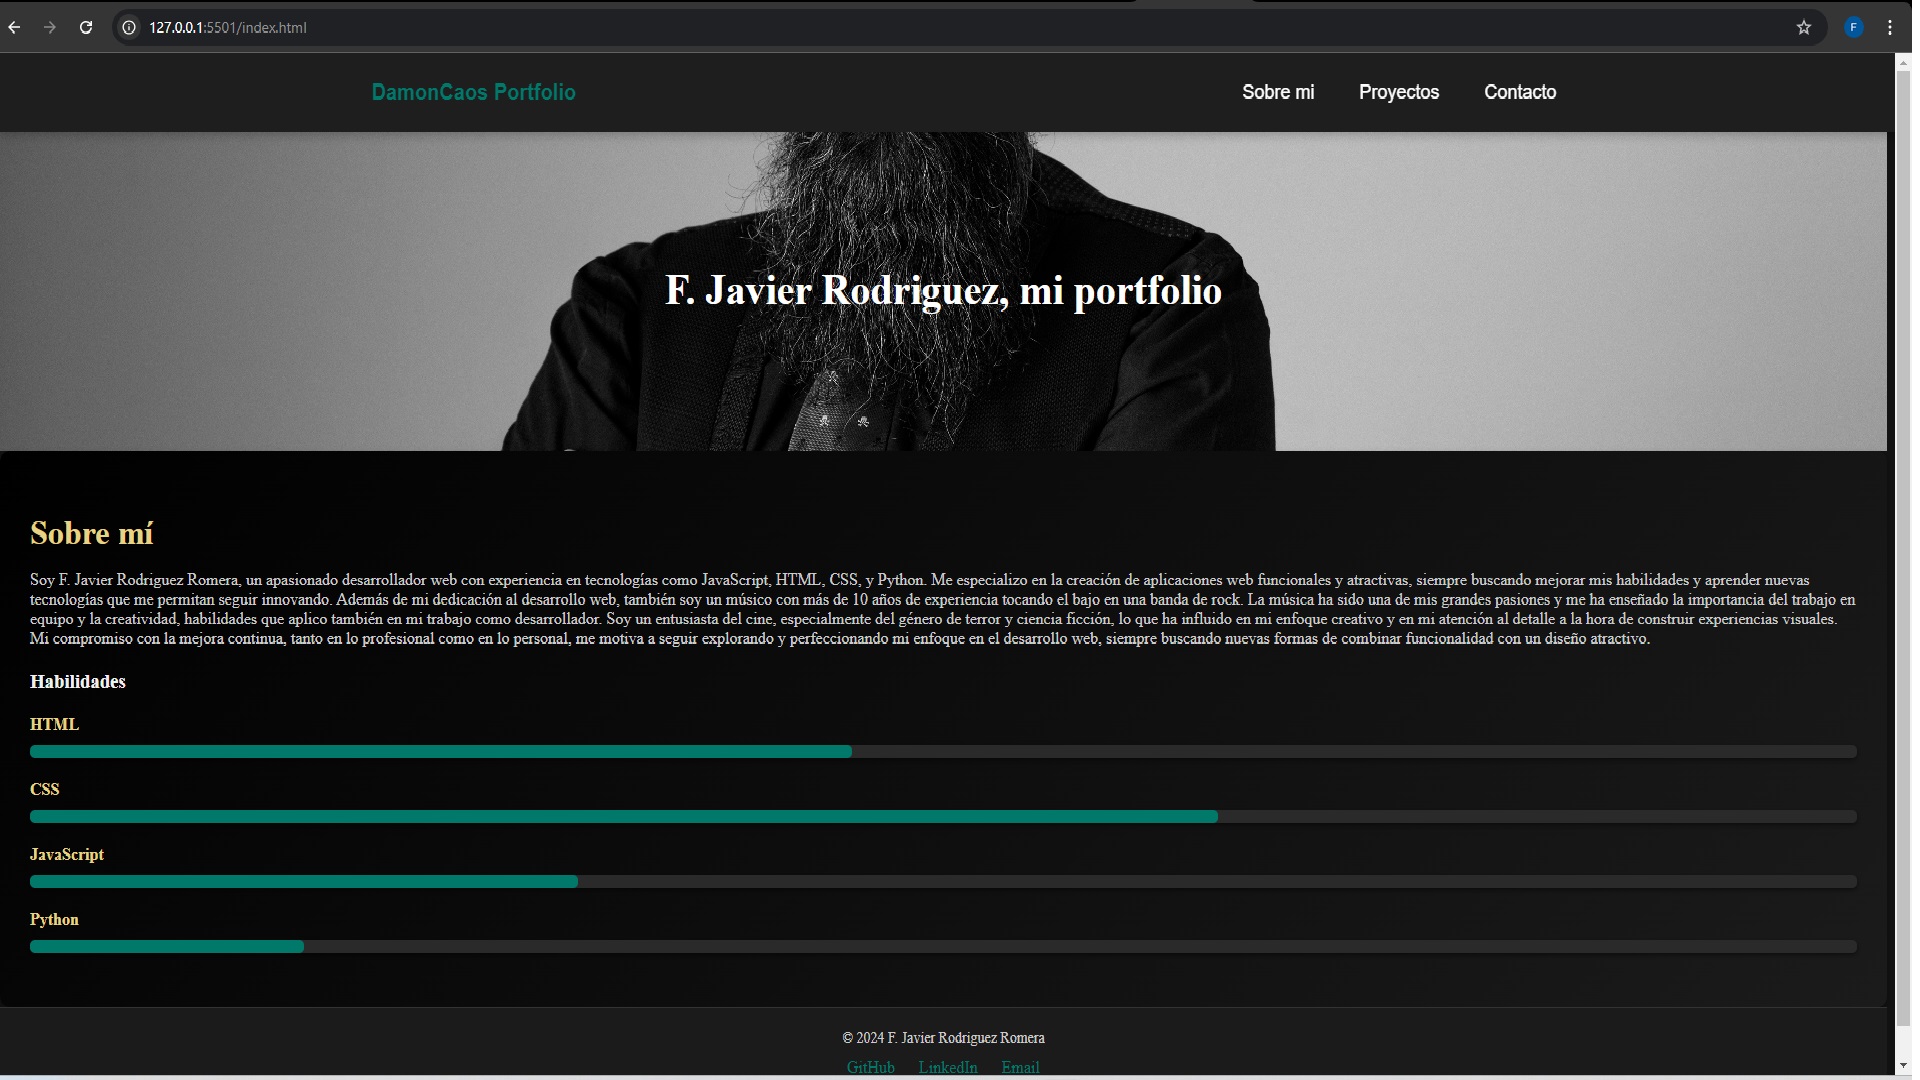 127.0.0.1:5501/index.html
F
DamonCaos Portfolio
Sobre mi
Proyectos
Contacto
F. Javier Rodriguez, mi portfolio
Sobre mí
Soy F. Javier Rodriguez Romera, un apasionado desarrollador web con experiencia en tecnologías como JavaScript, HTML, CSS, y Python. Me especializo en la creación de aplicaciones web funcionales y atractivas, siempre buscando mejorar mis habilidades y aprender nuevas
tecnologías que me permitan seguir innovando. Además de mi dedicación al desarrollo web, también soy un músico con más de 10 años de experiencia tocando el bajo en una banda de rock. La música ha sido una de mis grandes pasiones y me ha enseñado la importancia del trabajo en
equipo y la creatividad, habilidades que aplico también en mi trabajo como desarrollador. Soy un entusiasta del cine, especialmente del género de terror y ciencia ficción, lo que ha influido en mi enfoque creativo y en mi atención al detalle a la hora de construir experiencias visuales.
Mi compromiso con la mejora continua, tanto en lo profesional como en lo personal, me motiva a seguir explorando y perfeccionando mi enfoque en el desarrollo web, siempre buscando nuevas formas de combinar funcionalidad con un diseño atractivo.
Habilidades
HTML
CSS
JavaScript
Python
© 2024 F. Javier Rodriguez Romera
GitHub
LinkedIn
Email